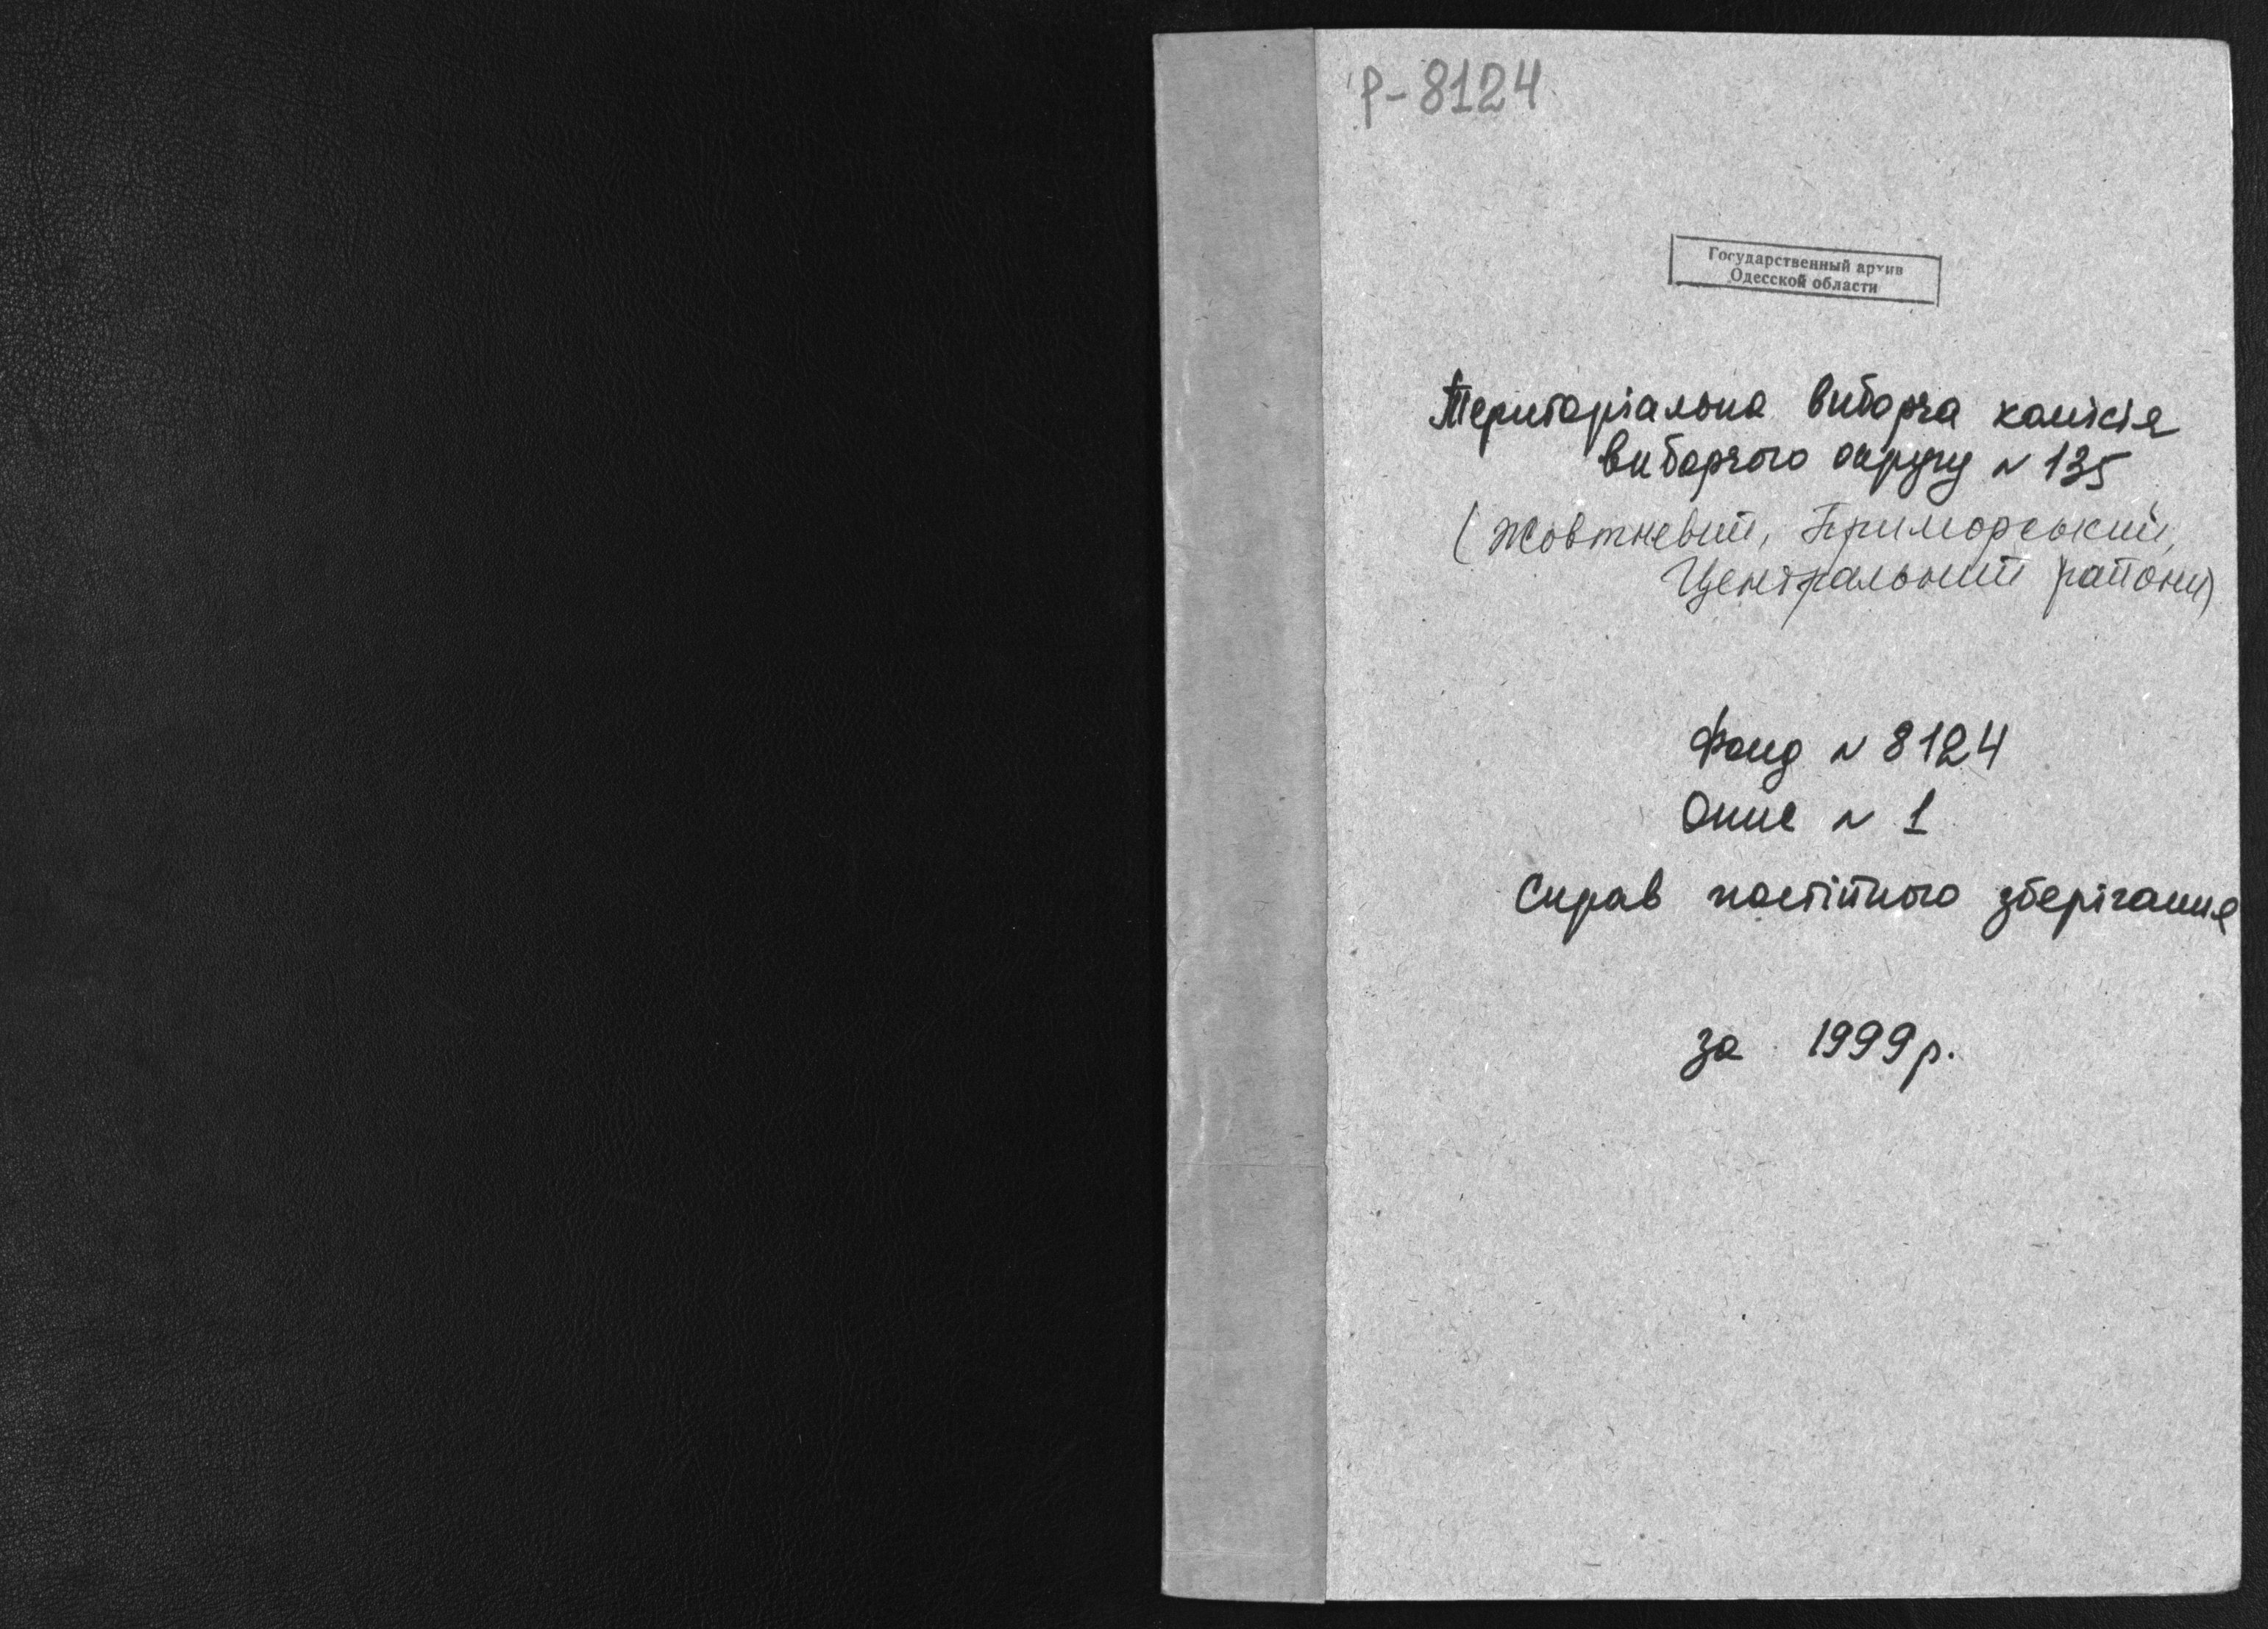 Р-8124
Государственный архив
Одесской области
Територіальна виборча комісія
виборчого округу № 135
(Жовтневий, Приморський,
Центральний райони)
Фонд № 8124
Опис № 1
Справ постійного зберігання
за 1999 р.